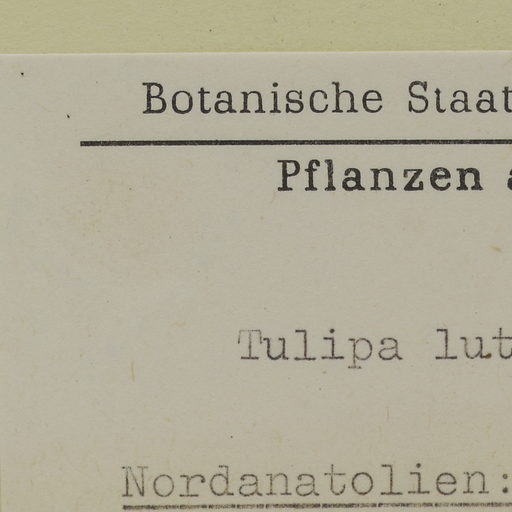 Botanische Staat
Pflanzen a
Tulipa lut
Nordanatolien: